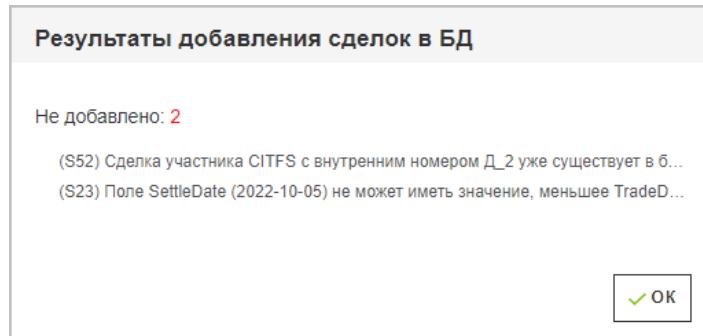 Результаты добавления сделок в БД
Не добавлено: 2
(S52) Сделка участника CITFS с внутренним номером Д_2 уже существует в б...
(S23) Поле SettleDate (2022-10-05) не может иметь значение, меньшее TradeD...
ОК